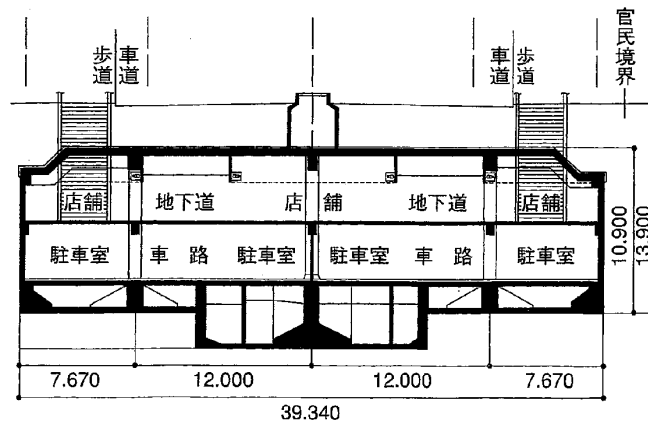 官民境界
歩道 車道 車道 歩道
店舗 地下道 店舗 地下道 店舗
駐車室 車路 駐車室 駐車室 車路 駐車室
10.900
13.900
7.670 12.000 12.000 7.670
39.340